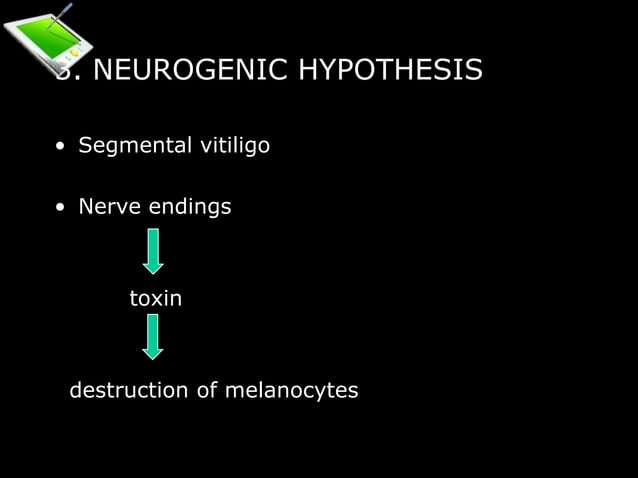 . NEUROGENIC HYPOTHESIS
• Segmental vitiligo
• Nerve endings
toxin
destruction of melanocytes